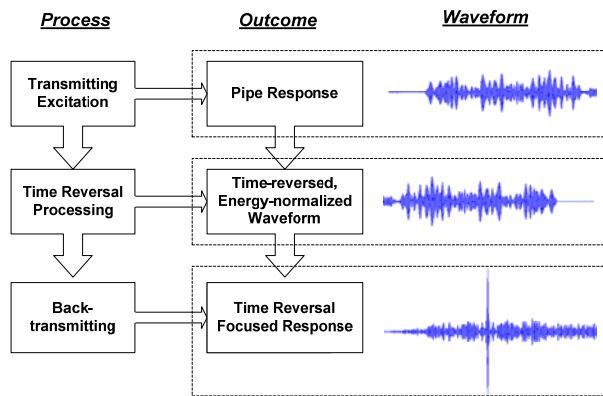 Process
Outcome
Waveform
Transmitting
Excitation
Pipe Response
Time Reversal
Processing
Time-reversed,
Energy-normalized
Waveform
Back-
transmitting
Time Reversal
Focused Response